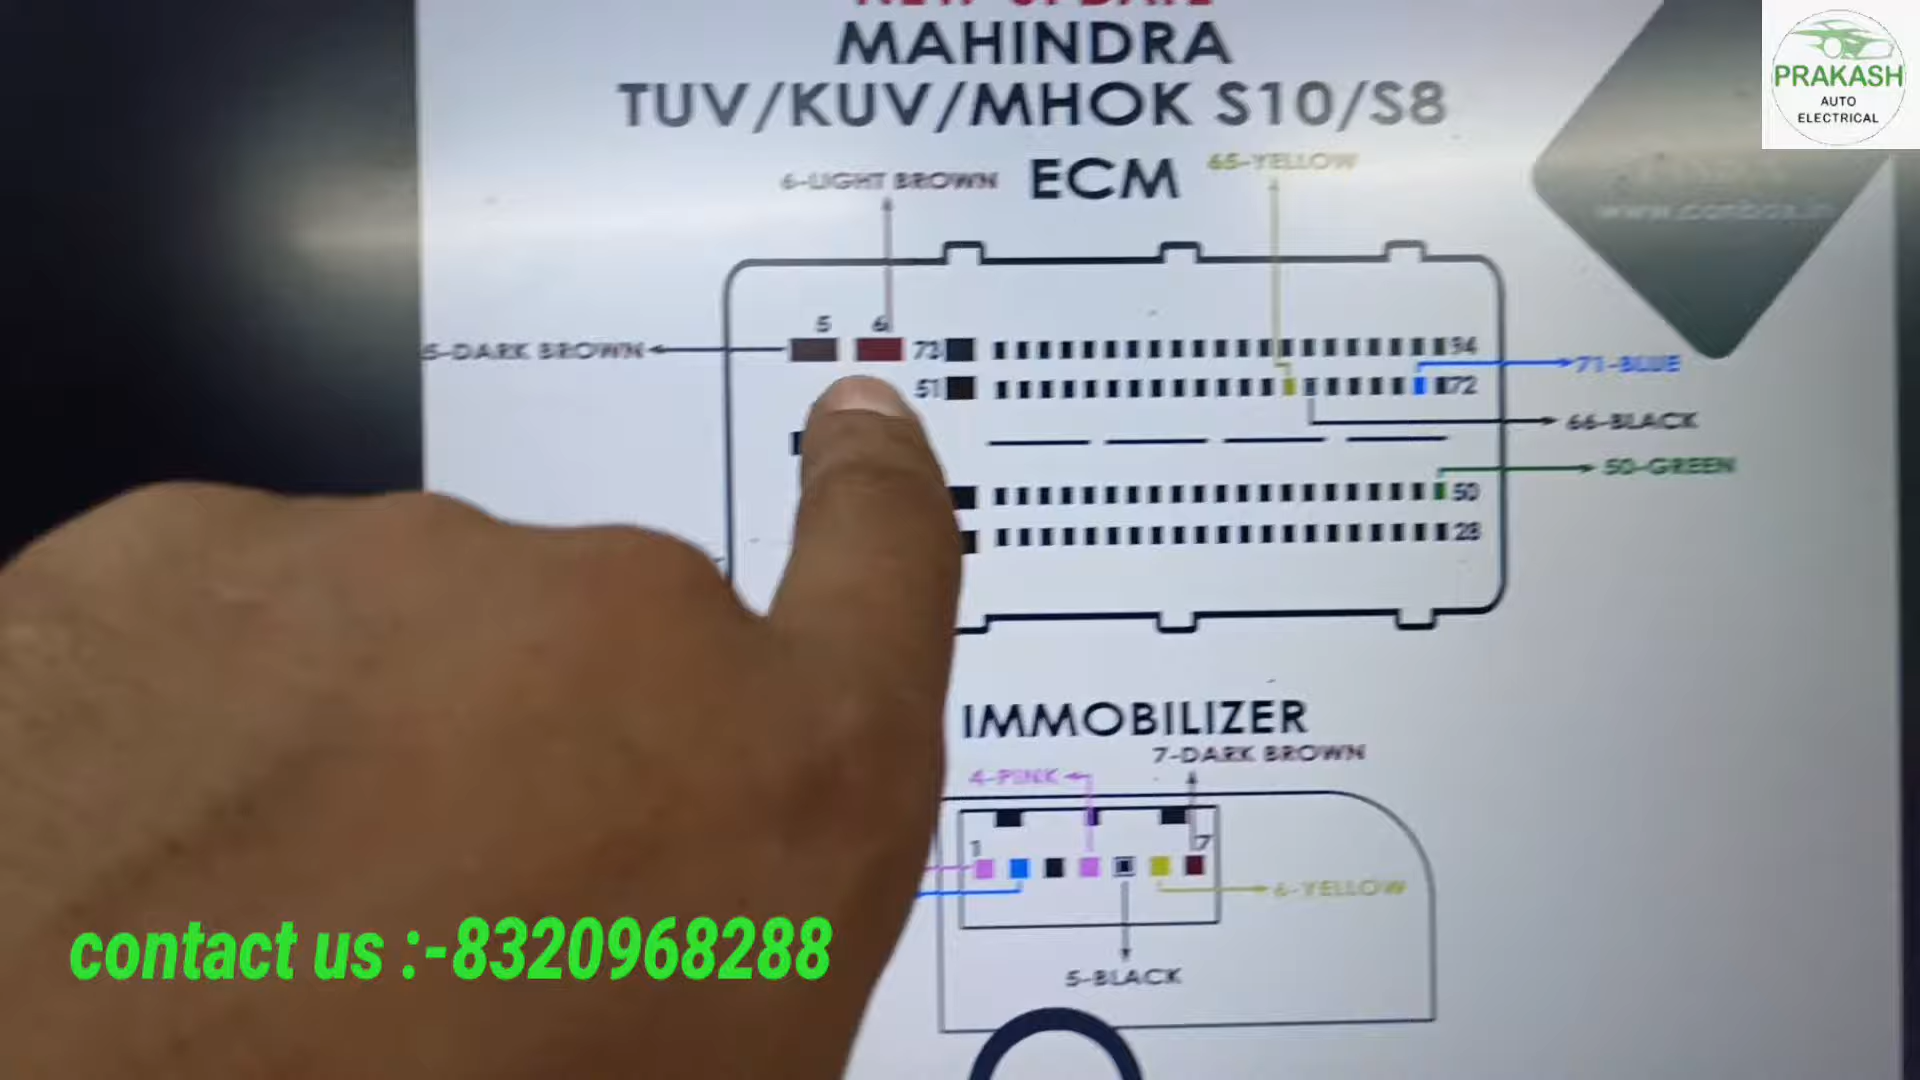 NEW UPDATE
MAHINDRA
TUV/KUV/MHOK S10/S8
PRAKASH
AUTO
ELECTRICAL
6-LIGHT BROWN
ECM
65-YELLOW
5
6
5-DARK BROWN
73
94
71-BLUE
51
72
66-BLACK
50-GREEN
50
28
IMMOBILIZER
7-DARK BROWN
4-PINK
1
7
6-YELLOW
5-BLACK
contact us :-8320968288